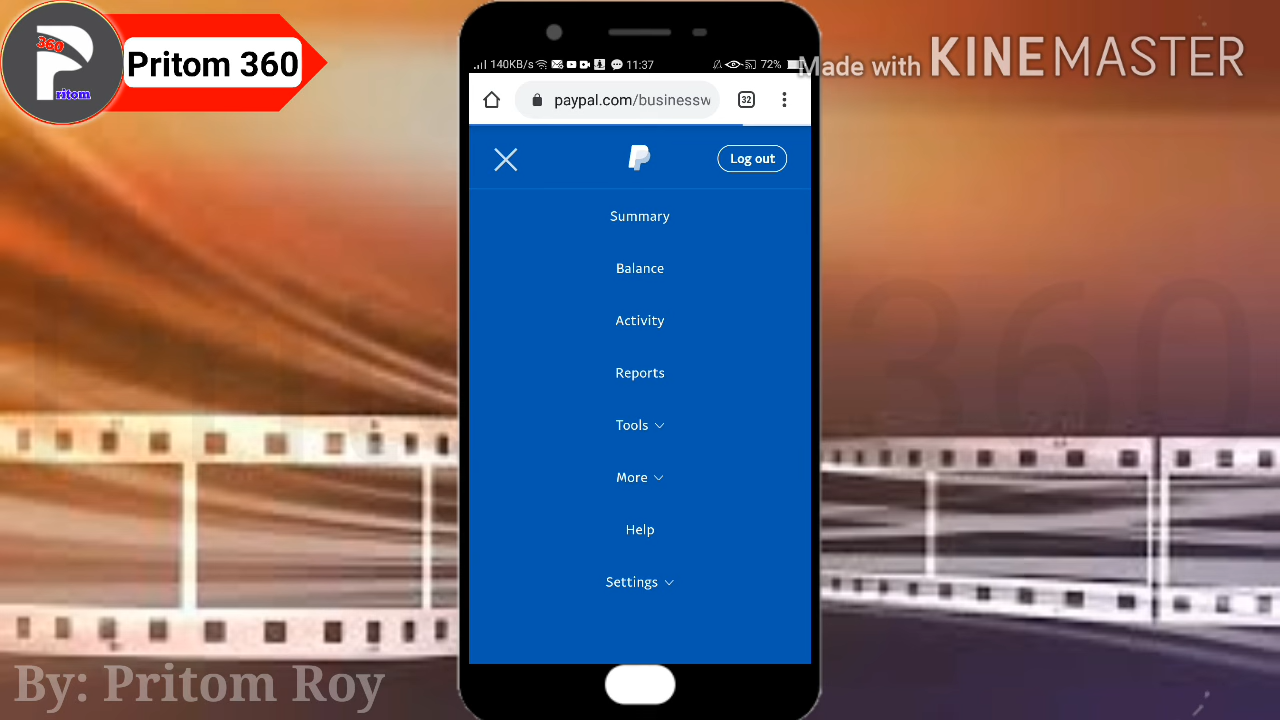 360
Pritom
Pritom 360
140KB/s 11:37 72%
Made with KINEMASTER
paypal.com/businessw
32
Log out
Summary
Balance
Activity
Reports
Tools
More
Help
Settings
360
By: Pritom Roy